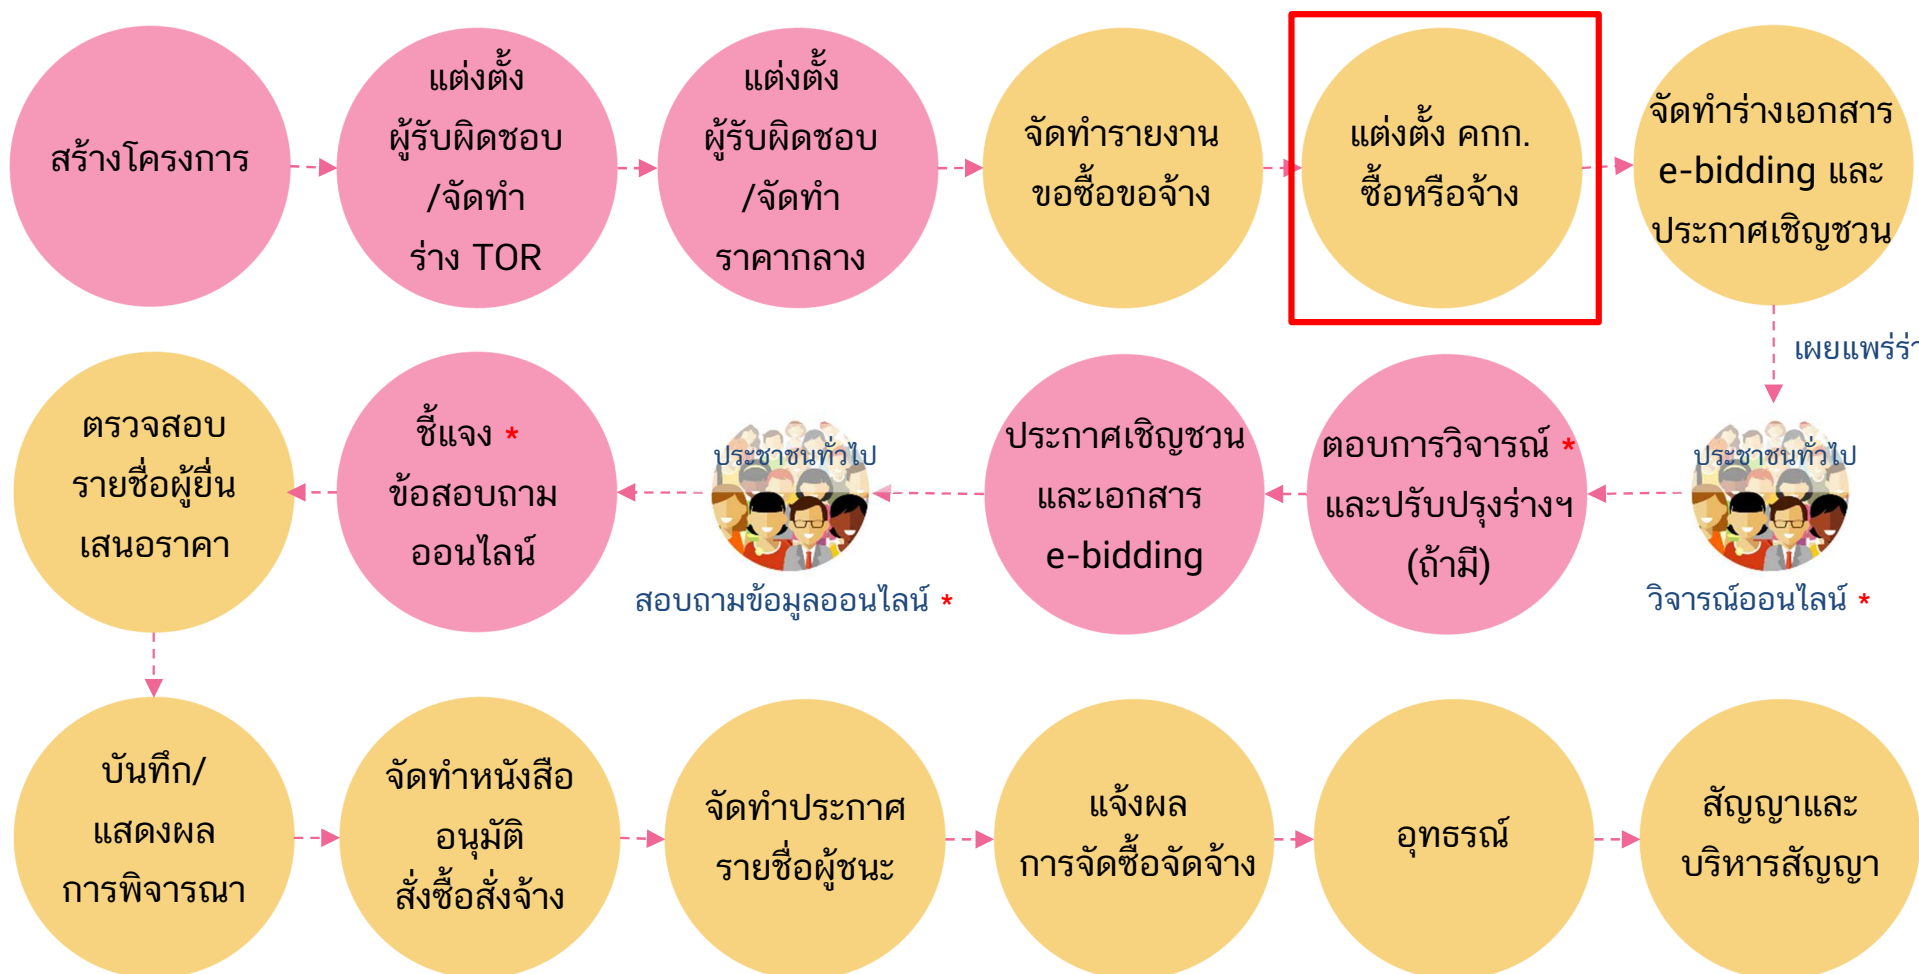 สร้างโครงการ
แต่งตั้ง
ผู้รับผิดชอบ
/จัดทำ
ร่าง TOR
แต่งตั้ง
ผู้รับผิดชอบ
/จัดทำ
ราคากลาง
จัดทำรายงาน
ขอซื้อขอจ้าง
แต่งตั้ง คกก.
ซื้อหรือจ้าง
จัดทำร่างเอกสาร
e-bidding และ
ประกาศเชิญชวน
เผยแพร่ร่า
ประชาชนทั่วไป
วิจารณ์ออนไลน์ *
ตอบการวิจารณ์ *
และปรับปรุงร่างฯ
(ถ้ามี)
ประกาศเชิญชวน
และเอกสาร
e-bidding
ประชาชนทั่วไป
สอบถามข้อมูลออนไลน์ *
ชี้แจง *
ข้อสอบถาม
ออนไลน์
ตรวจสอบ
รายชื่อผู้ยื่น
เสนอราคา
บันทึก/
แสดงผล
การพิจารณา
จัดทำหนังสือ
อนุมัติ
สั่งซื้อสั่งจ้าง
จัดทำประกาศ
รายชื่อผู้ชนะ
แจ้งผล
การจัดซื้อจัดจ้าง
อุทธรณ์
สัญญาและ
บริหารสัญญา